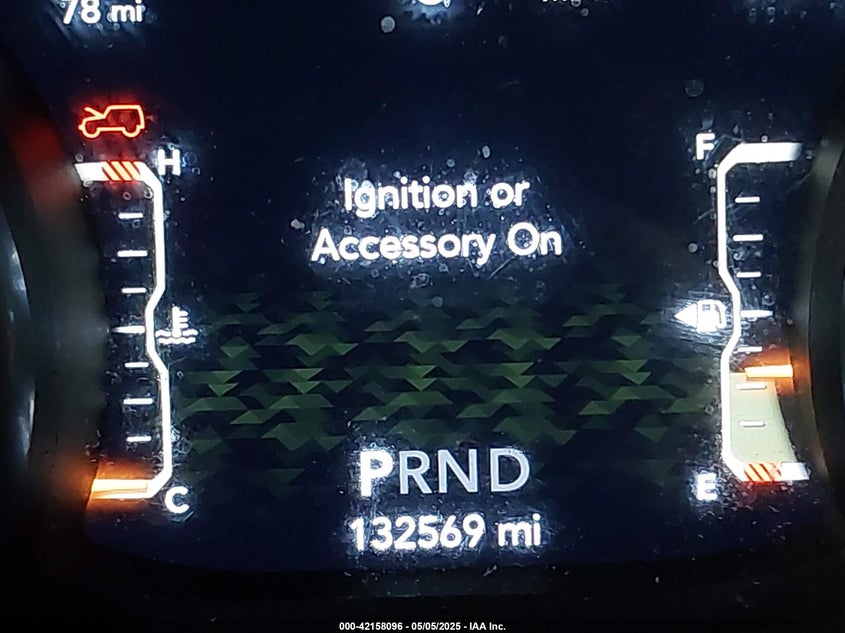 78 mi
H
F
Ignition or
Accessory On
PRND
C
E
132569 mi
000-42158096 - 05/05/2025 - IAA Inc.